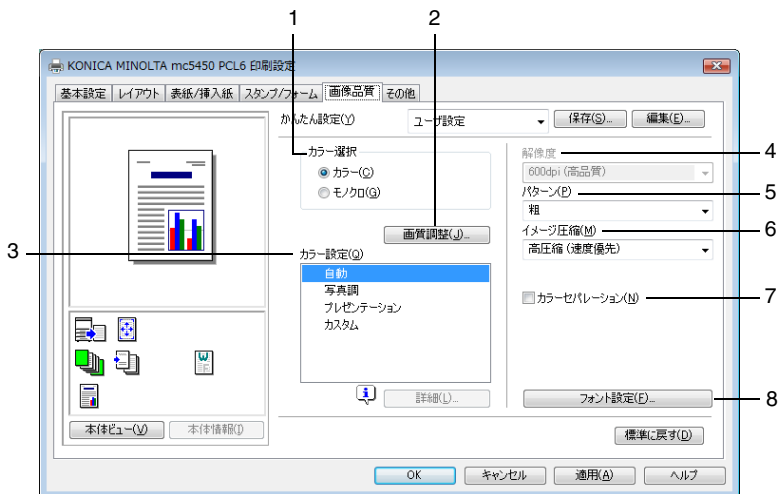 1
2
KONICA MINOLTA mc5450 PCL6 印刷設定
基本設定 レイアウト 表紙/挿入紙 スタンプ/フォーム 画像品質 その他
かんたん設定(Y) ユーザ設定 保存(S)... 編集(E)...
カラー選択
カラー(C)
モノクロ(G)
画質調整(J)...
3
カラー設定(Q)
自動
写真調
プレゼンテーション
カスタム
詳細(L)...
解像度
4
600dpi (高品質)
パターン(P)
5
粗
イメージ圧縮(M)
6
高圧縮 (速度優先)
カラーセパレーション(N)
7
フォント設定(F)...
8
本体ビュー(V) 本体情報(I)
標準に戻す(D)
OK キャンセル 適用(A) ヘルプ